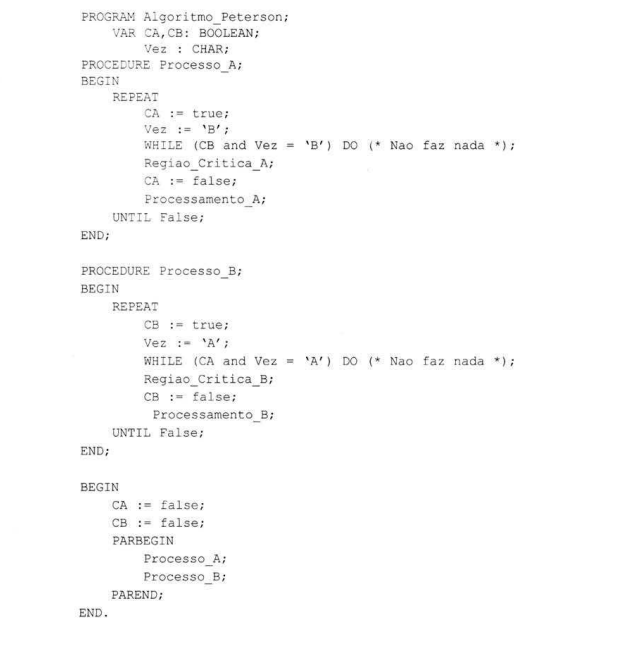 PROGRAM Algoritmo_Peterson;
VAR CA,CB: BOOLEAN;
Vez : CHAR;
PROCEDURE Processo_A;
BEGIN
REPEAT
CA := true;
Vez := 'B';
WHILE (CB and Vez = 'B') DO (* Nao faz nada *);
Regiao_Critica_A;
CA := false;
Processamento_A;
UNTIL False;
END;
PROCEDURE Processo_B;
BEGIN
REPEAT
CB := true;
Vez := 'A';
WHILE (CA and Vez = 'A') DO (* Nao faz nada *);
Regiao_Critica_B;
CB := false;
Processamento_B;
UNTIL False;
END;
BEGIN
CA := false;
CB := false;
PARBEGIN
Processo_A;
Processo_B;
PAREND;
END.